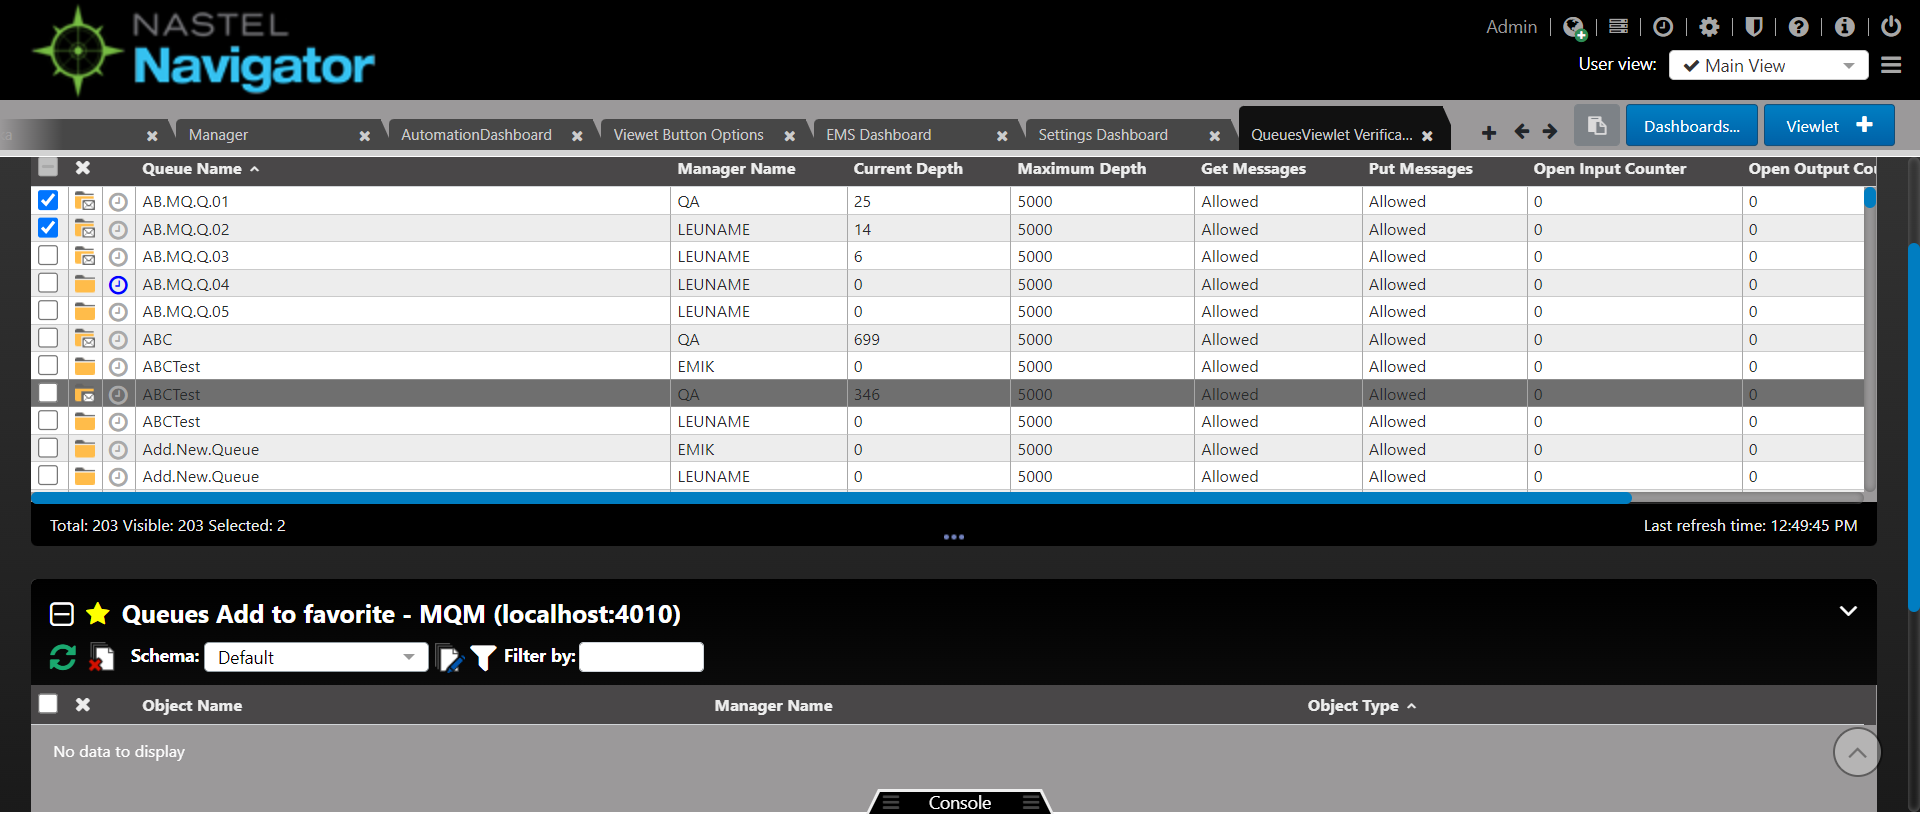 NASTEL
Navigator
Admin
User view: Main View
a
Manager
AutomationDashboard
Viewet Button Options
EMS Dashboard
Settings Dashboard
QueuesViewlet Verifica...
Dashboards...
Viewlet
Queue Name Manager Name Current Depth Maximum Depth Get Messages Put Messages Open Input Counter Open Output Cou
AB.MQ.Q.01 QA 25 5000 Allowed Allowed 0 0
AB.MQ.Q.02 LEUNAME 14 5000 Allowed Allowed 0 0
AB.MQ.Q.03 LEUNAME 6 5000 Allowed Allowed 0 0
AB.MQ.Q.04 LEUNAME 0 5000 Allowed Allowed 0 0
AB.MQ.Q.05 LEUNAME 0 5000 Allowed Allowed 0 0
ABC QA 699 5000 Allowed Allowed 0 0
ABCTest EMIK 0 5000 Allowed Allowed 0 0
ABCTest QA 346 5000 Allowed Allowed 0 0
ABCTest LEUNAME 0 5000 Allowed Allowed 0 0
Add.New.Queue EMIK 0 5000 Allowed Allowed 0 0
Add.New.Queue LEUNAME 0 5000 Allowed Allowed 0 0
Total: 203 Visible: 203 Selected: 2
Last refresh time: 12:49:45 PM
Queues Add to favorite - MQM (localhost:4010)
Schema: Default Filter by:
Object Name Manager Name Object Type
No data to display
Console